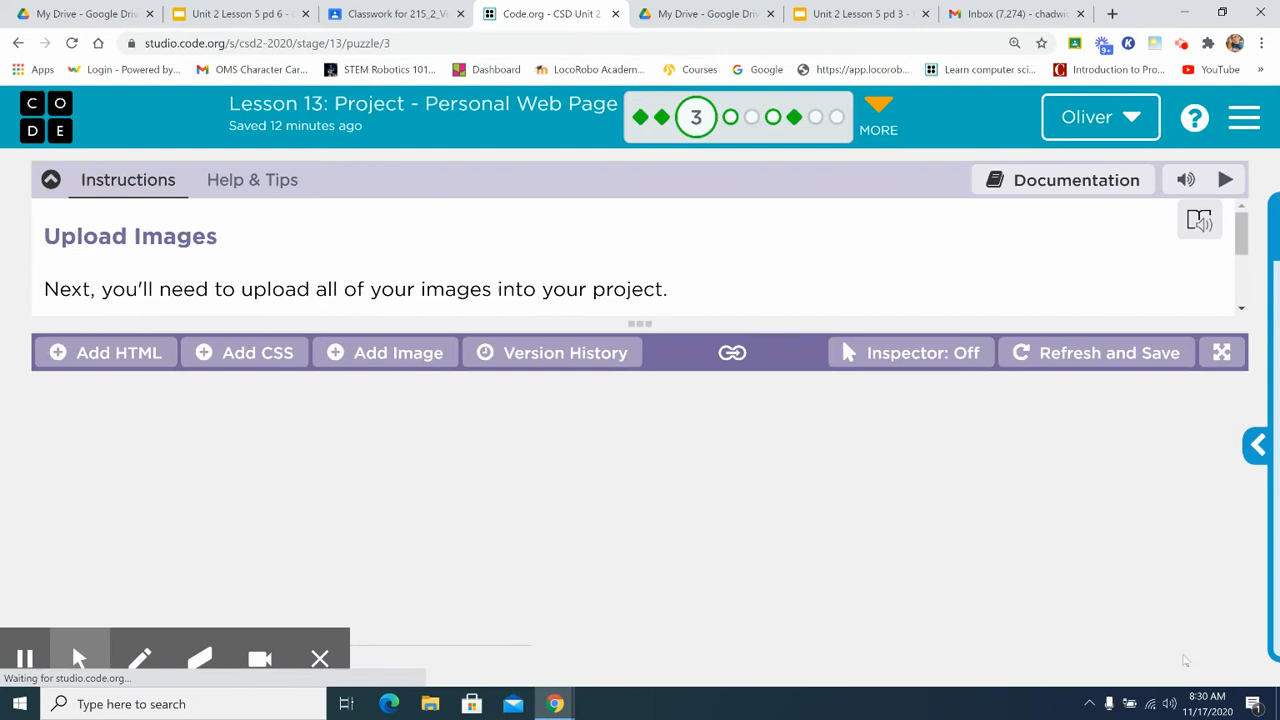 My Drive - Google Driv
Unit 2 Lesson 5 pd 6 -
Classwork for 215_2_Vi
Code.org - CSD Unit 2
My Drive - Google Driv
Unit 2 Lesson 5 pd 3 -
Inbox (7,274) - chadwic
studio.code.org/s/csd2-2020/stage/13/puzzle/3
9+
Apps
Login - Powered by...
OMS Character Car...
STEM Robotics 101...
Dashboard
LocoRobo Academ...
Courses
Google
https://app.locorob...
Learn computer sci...
Introduction to Pro...
YouTube
C O
D E
Lesson 13: Project - Personal Web Page
Saved 12 minutes ago
3
MORE
Oliver
?
Instructions
Help & Tips
Documentation
Upload Images
Next, you'll need to upload all of your images into your project.
Add HTML
Add CSS
Add Image
Version History
Inspector: Off
Refresh and Save
Waiting for studio.code.org...
Type here to search
8:30 AM
11/17/2020
1